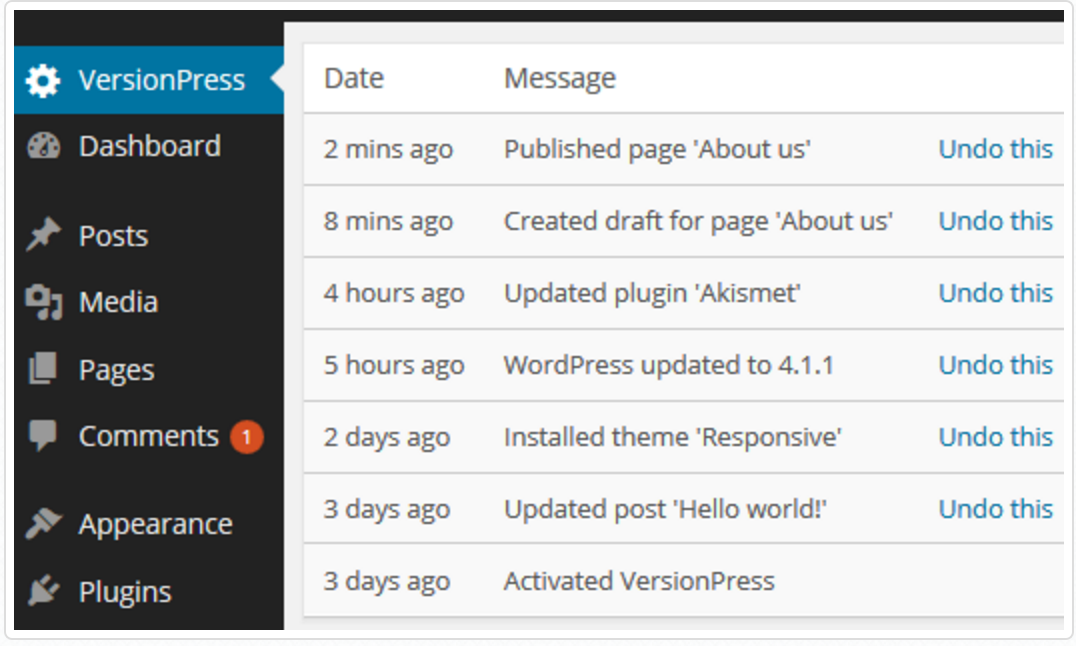 VersionPress
Dashboard
Posts
Media
Pages
Comments 1
Appearance
Plugins
Date Message
2 mins ago Published page 'About us' Undo this
8 mins ago Created draft for page 'About us' Undo this
4 hours ago Updated plugin 'Akismet' Undo this
5 hours ago WordPress updated to 4.1.1 Undo this
2 days ago Installed theme 'Responsive' Undo this
3 days ago Updated post 'Hello world!' Undo this
3 days ago Activated VersionPress